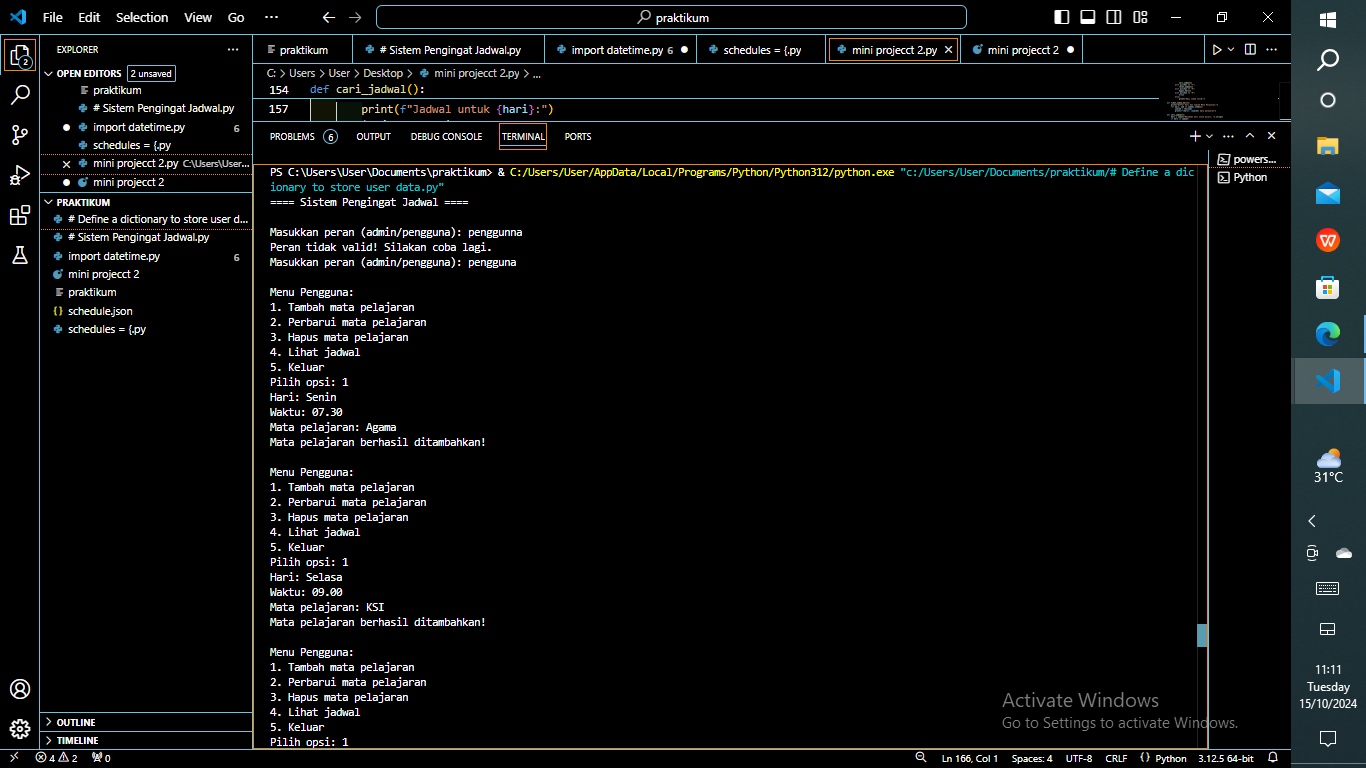 File Edit Selection View Go ··· praktikum
EXPLORER ···
OPEN EDITORS 2 unsaved
praktikum
# Sistem Pengingat Jadwal.py
import datetime.py 6
schedules = {.py
mini projecct 2.py C:\Users\User...
mini projecct 2
PRAKTIKUM
# Define a dictionary to store user d...
# Sistem Pengingat Jadwal.py
import datetime.py 6
mini projecct 2
praktikum
schedule.json
schedules = {.py
OUTLINE
TIMELINE
praktikum # Sistem Pengingat Jadwal.py import datetime.py 6 schedules = {.py mini projecct 2.py mini projecct 2
C: > Users > User > Desktop > mini projecct 2.py > ...
154 def cari_jadwal():
157 print(f"Jadwal untuk {hari}:")
PROBLEMS 6 OUTPUT DEBUG CONSOLE TERMINAL PORTS
powers...
Python
PS C:\Users\User\Documents\praktikum> & C:/Users/User/AppData/Local/Programs/Python/Python312/python.exe "c:/Users/User/Documents/praktikum/# Define a dic
ionary to store user data.py"
==== Sistem Pengingat Jadwal ====
Masukkan peran (admin/pengguna): penggunna
Peran tidak valid! Silakan coba lagi.
Masukkan peran (admin/pengguna): pengguna
Menu Pengguna:
1. Tambah mata pelajaran
2. Perbarui mata pelajaran
3. Hapus mata pelajaran
4. Lihat jadwal
5. Keluar
Pilih opsi: 1
Hari: Senin
Waktu: 07.30
Mata pelajaran: Agama
Mata pelajaran berhasil ditambahkan!
Menu Pengguna:
1. Tambah mata pelajaran
2. Perbarui mata pelajaran
3. Hapus mata pelajaran
4. Lihat jadwal
5. Keluar
Pilih opsi: 1
Hari: Selasa
Waktu: 09.00
Mata pelajaran: KSI
Mata pelajaran berhasil ditambahkan!
Menu Pengguna:
1. Tambah mata pelajaran
2. Perbarui mata pelajaran
3. Hapus mata pelajaran
4. Lihat jadwal
5. Keluar
Pilih opsi: 1
Activate Windows
Go to Settings to activate Windows.
4 2 0
Ln 166, Col 1 Spaces: 4 UTF-8 CRLF {} Python 3.12.5 64-bit
2
31°C
11:11
Tuesday
15/10/2024